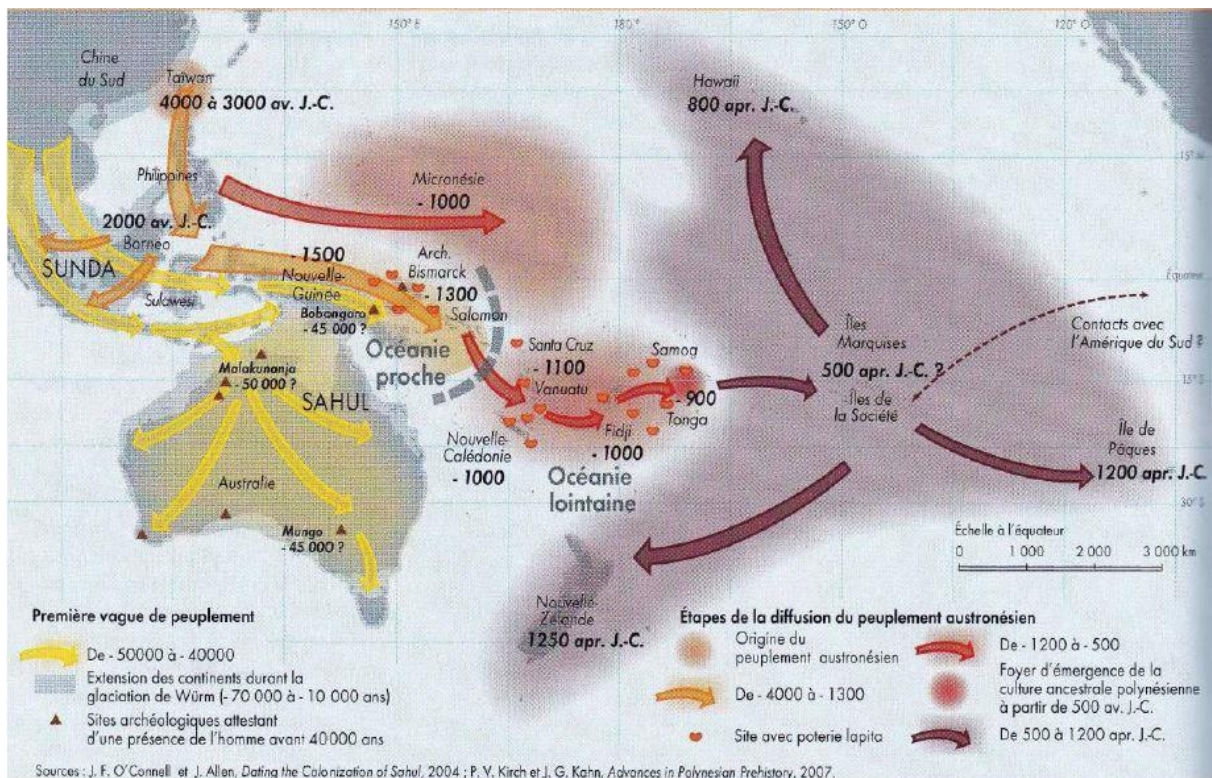 150° E
180°
150° O
120° O
Chine
du Sud
Taïwan
4000 à 3000 av. J.-C.
Hawaii
800 apr. J.-C.
15° N
Philippines
Micronésie
- 1000
2000 av. J.-C.
Bornéo
SUNDA
Sulawesi
- 1500
Nouvelle-
Guinée
Arch.
Bismarck
- 1300
Bobongara
- 45 000 ?
Salomon
Équateur
Océanie
proche
Contacts avec
l'Amérique du Sud ?
Îles
Marquises
500 apr. J.-C. ?
Îles de
la Société
Santa Cruz
- 1100
Vanuatu
Samoa
- 900
Tonga
15° S
Malakunanja
- 50 000 ?
SAHUL
Fidji
- 1000
Nouvelle-
Calédonie
- 1000
Océanie
lointaine
Île de
Pâques
1200 apr. J.-C.
Australie
30° S
Mungo
- 45 000 ?
Échelle à l'équateur
0 1 000 2 000 3 000 km
Nouvelle-
Zélande
1250 apr. J.-C.
Première vague de peuplement
De - 50000 à - 40000
Extension des continents durant la
glaciation de Würm (- 70 000 à - 10 000 ans)
Sites archéologiques attestant
d'une présence de l'homme avant 40000 ans
Étapes de la diffusion du peuplement austronésien
Origine du
peuplement austronésien
De - 4000 à - 1300
Site avec poterie lapita
De - 1200 à - 500
Foyer d'émergence de la
culture ancestrale polynésienne
à partir de 500 av. J.-C.
De 500 à 1200 apr. J.-C.
Sources : J. F. O'Connell et J. Allen, Dating the Colonization of Sahul, 2004 ; P. V. Kirch et J. G. Kahn, Advances in Polynesian Prehistory, 2007.